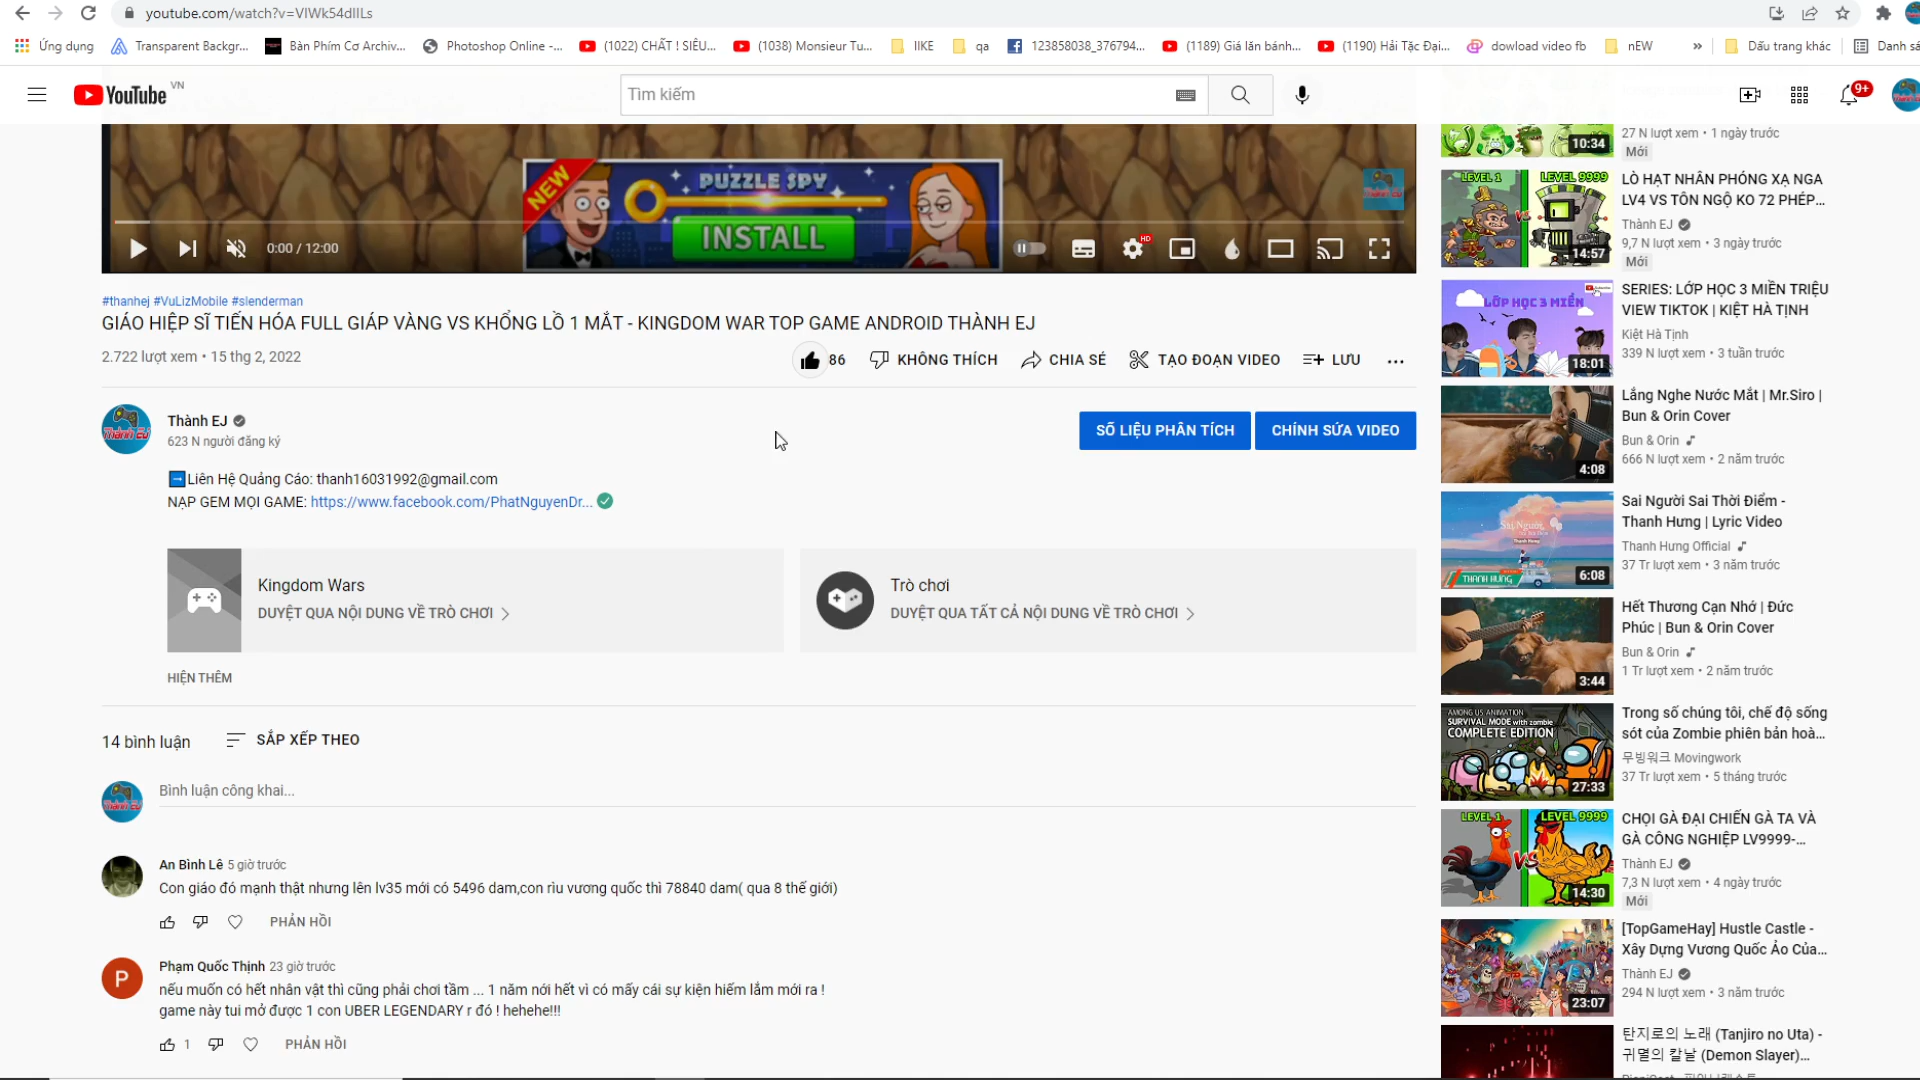 youtube.com/watch?v=VIWk54dIILs
Ứng dụng
Transparent Backgr...
Bàn Phím Cơ Archiv...
Photoshop Online -...
(1022) CHẤT ! SIÊU...
(1038) Monsieur Tu...
lIKE
qa
123858038_376794...
(1189) Giá lăn bánh...
(1190) Hải Tặc Đại...
dowload video fb
nEW
»
Dấu trang khác
Danh sá
YouTube VN
Tìm kiếm
9+
PUZZLE SPY
NEW
INSTALL
0:00 / 12:00
HD
#thanhej #VuLizMobile #slenderman
GIÁO HIỆP SĨ TIẾN HÓA FULL GIÁP VÀNG VS KHỔNG LỒ 1 MẮT - KINGDOM WAR TOP GAME ANDROID THÀNH EJ
2.722 lượt xem • 15 thg 2, 2022
86
KHÔNG THÍCH
CHIA SẺ
TẠO ĐOẠN VIDEO
LƯU
...
Thành EJ
623 N người đăng ký
SỐ LIỆU PHÂN TÍCH
CHỈNH SỬA VIDEO
Liên Hệ Quảng Cáo: thanh16031992@gmail.com
NẠP GEM MỌI GAME: https://www.facebook.com/PhatNguyenDr...
Kingdom Wars
DUYỆT QUA NỘI DUNG VỀ TRÒ CHƠI
Trò chơi
DUYỆT QUA TẤT CẢ NỘI DUNG VỀ TRÒ CHƠI
HIỆN THÊM
14 bình luận
SẮP XẾP THEO
Bình luận công khai...
An Bình Lê 5 giờ trước
Con giáo đó mạnh thật nhưng lên lv35 mới có 5496 dam,con rìu vương quốc thì 78840 dam( qua 8 thế giới)
PHẢN HỒI
P
Phạm Quốc Thịnh 23 giờ trước
nếu muốn có hết nhân vật thì cũng phải chơi tầm ... 1 năm nới hết vì có mấy cái sự kiện hiếm lắm mới ra !
game này tui mở được 1 con UBER LEGENDARY r đó ! hehehe!!!
1
PHẢN HỒI
10:34
27 N lượt xem • 1 ngày trước
Mới
LEVEL 1
LEVEL 9999
VS
14:57
LÒ HẠT NHÂN PHÓNG XẠ NGA
LV4 VS TÔN NGỘ KO 72 PHÉP...
Thành EJ
9,7 N lượt xem • 3 ngày trước
Mới
LỚP HỌC 3 MIỀN
18:01
SERIES: LỚP HỌC 3 MIỀN TRIỆU
VIEW TIKTOK | KIỆT HÀ TỊNH
Kiệt Hà Tịnh
339 N lượt xem • 3 tuần trước
4:08
Lắng Nghe Nước Mắt | Mr.Siro |
Bun & Orin Cover
Bun & Orin
666 N lượt xem • 2 năm trước
THANH HƯNG
6:08
Sai Người Sai Thời Điểm -
Thanh Hưng | Lyric Video
Thanh Hưng Official
37 Tr lượt xem • 3 năm trước
3:44
Hết Thương Cạn Nhớ | Đức
Phúc | Bun & Orin Cover
Bun & Orin
1 Tr lượt xem • 2 năm trước
AMONG US ANIMATION
SURVIVAL MODE with zombie
COMPLETE EDITION
27:33
Trong số chúng tôi, chế độ sống
sót của Zombie phiên bản hoà...
무빙워크 Movingwork
37 Tr lượt xem • 5 tháng trước
LEVEL 1
LEVEL 9999
VS
14:30
CHỌI GÀ ĐẠI CHIẾN GÀ TA VÀ
GÀ CÔNG NGHIỆP LV9999-...
Thành EJ
7,3 N lượt xem • 4 ngày trước
Mới
23:07
[TopGameHay] Hustle Castle -
Xây Dựng Vương Quốc Ảo Của...
Thành EJ
294 N lượt xem • 3 năm trước
탄지로의 노래 (Tanjiro no Uta) -
귀멸의 칼날 (Demon Slayer)...